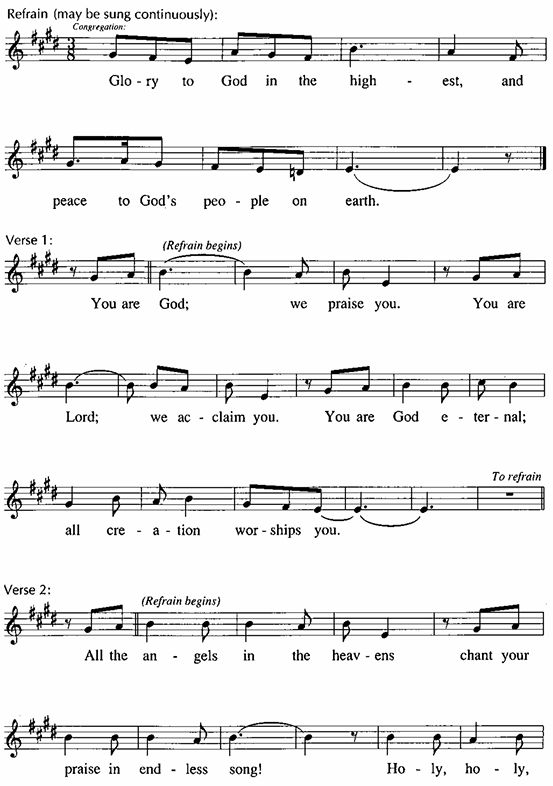 Refrain (may be sung continuously):
Congregation:
3
8
Glo - ry to God in the high - est, and
peace to God's peo - ple on earth.
Verse 1:
(Refrain begins)
You are God; we praise you. You are
Lord; we ac - claim you. You are God e - ter - nal;
To refrain
all cre - a - tion wor - ships you.
Verse 2:
(Refrain begins)
All the an - gels in the heav - ens chant your
praise in end - less song! Ho - ly, ho - ly,